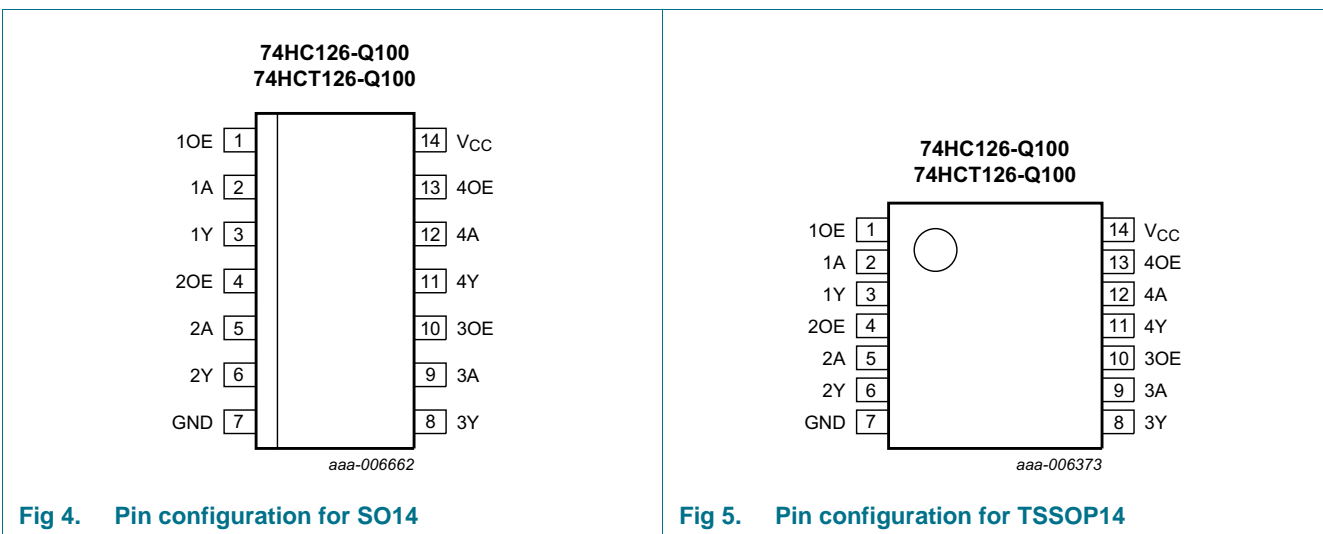 74HC126-Q100
74HCT126-Q100
1OE 1
14 VCC
1A 2
13 4OE
1Y 3
12 4A
2OE 4
11 4Y
2A 5
10 3OE
2Y 6
9 3A
GND 7
8 3Y
aaa-006662
Fig 4. Pin configuration for SO14
74HC126-Q100
74HCT126-Q100
1OE 1
14 VCC
1A 2
13 4OE
1Y 3
12 4A
2OE 4
11 4Y
2A 5
10 3OE
2Y 6
9 3A
GND 7
8 3Y
aaa-006373
Fig 5. Pin configuration for TSSOP14